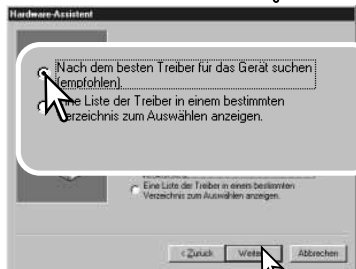 Hardware-Assistent
Nach dem besten Treiber für das Gerät suchen
(empfohlen).
Eine Liste der Treiber in einem bestimmten
Verzeichnis zum Auswählen anzeigen.
Eine Liste der Treiber in einem bestimmten
Verzeichnis zum Auswählen anzeigen.
< Zurück Weiter Abbrechen